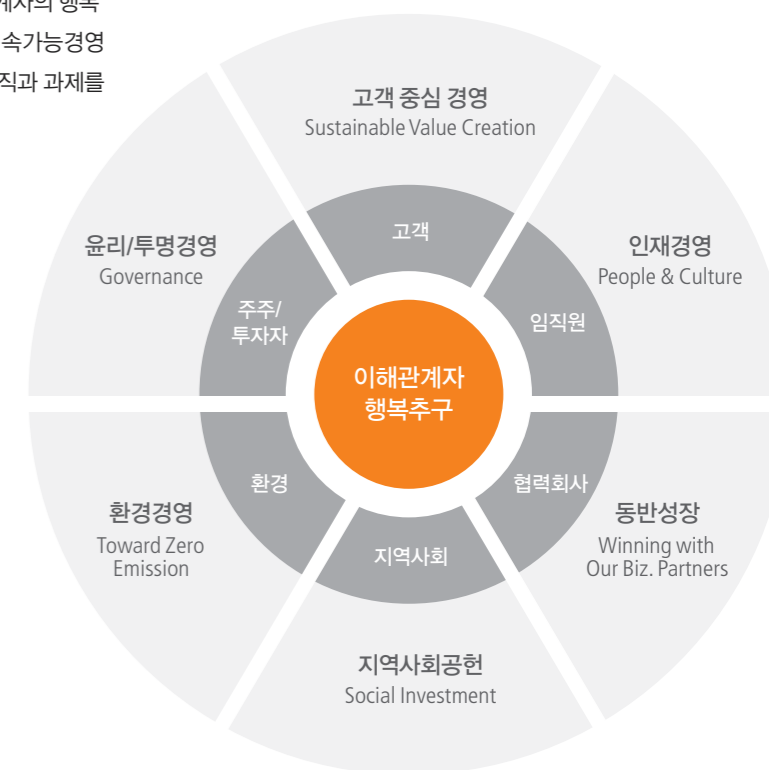 행복
속가능경영
과제를
고객 중심 경영
Sustainable Value Creation
고객
윤리/투명경영
Governance
인재경영
People & Culture
주주/
투자자
임직원
이해관계자
행복추구
환경
협력회사
환경경영
Toward Zero
Emission
동반성장
Winning with
Our Biz. Partners
지역사회
지역사회공헌
Social Investment